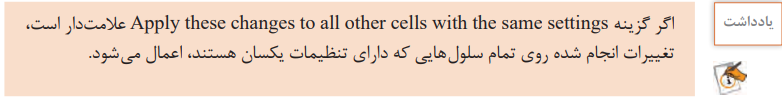 یادداشت
اگر گزینه Apply these changes to all other cells with the same settings علامت‌دار است،
تغییرات انجام شده روی تمام سلول‌هایی که دارای تنظیمات یکسان هستند، اعمال می‌شود.